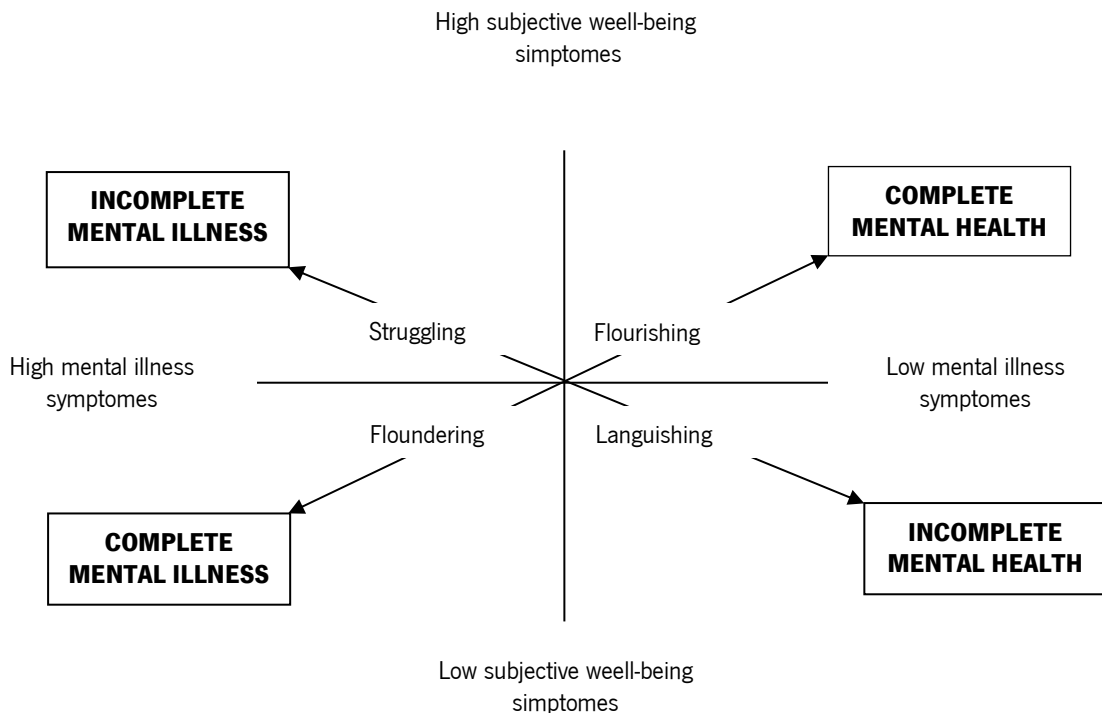 High subjective weell-being
simptomes
INCOMPLETE
MENTAL ILLNESS
COMPLETE
MENTAL HEALTH
Struggling
Flourishing
High mental illness
symptomes
Low mental illness
symptomes
Floundering
Languishing
COMPLETE
MENTAL ILLNESS
INCOMPLETE
MENTAL HEALTH
Low subjective weell-being
simptomes